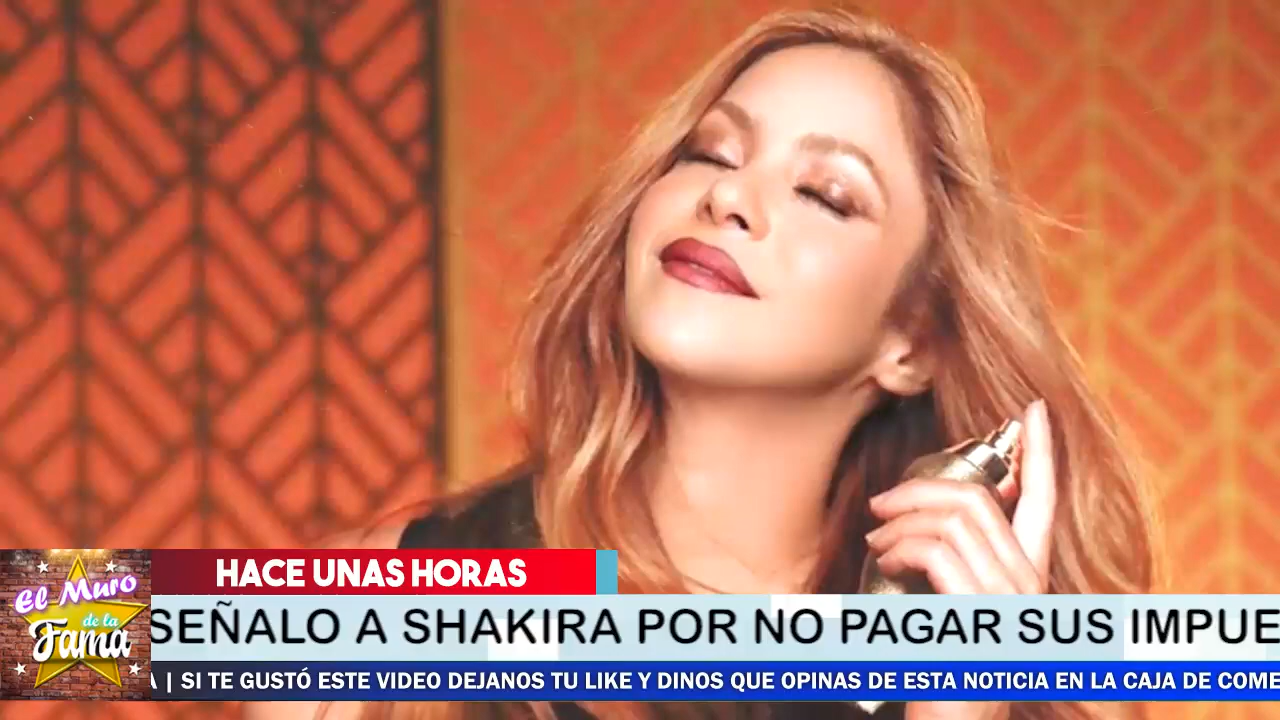 HACE UNAS HORAS
El Muro
de la
Fama
SEÑALO A SHAKIRA POR NO PAGAR SUS IMPUE
| SI TE GUSTÓ ESTE VIDEO DEJANOS TU LIKE Y DINOS QUE OPINAS DE ESTA NOTICIA EN LA CAJA DE COME